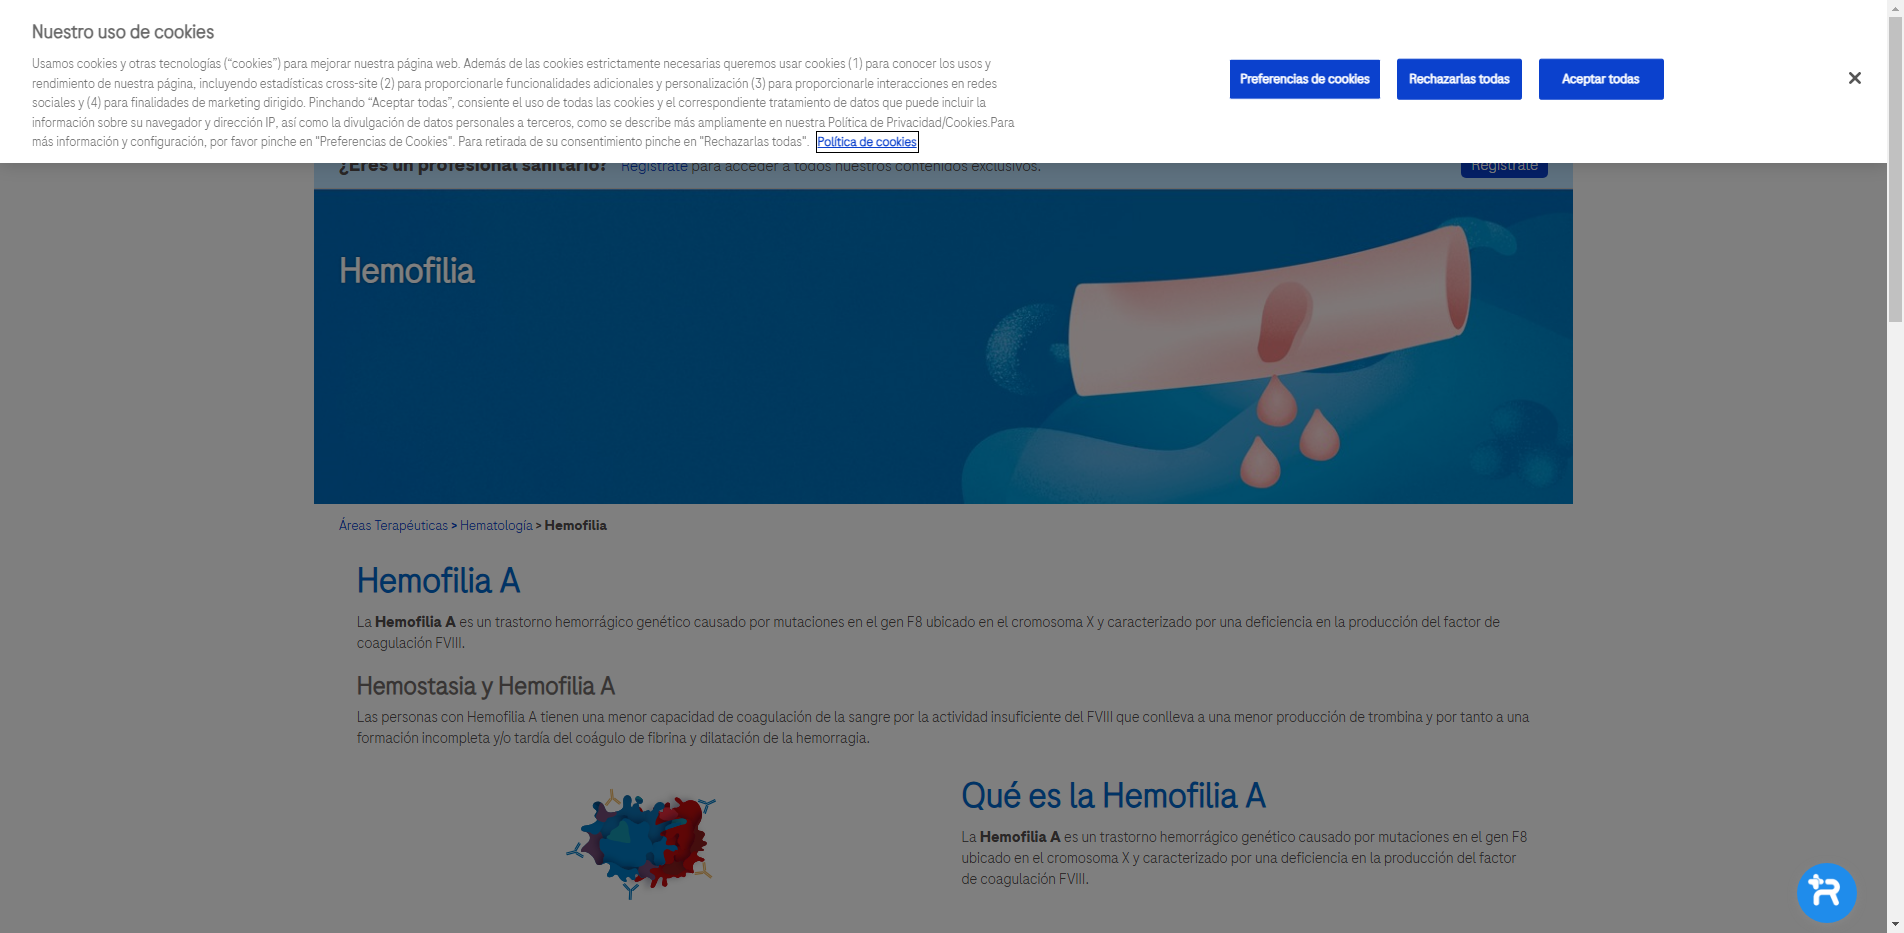 Nuestro uso de cookies
Usamos cookies y otras tecnologías (“cookies”) para mejorar nuestra página web. Además de las cookies estrictamente necesarias queremos usar cookies (1) para conocer los usos y
rendimiento de nuestra página, incluyendo estadísticas cross-site (2) para proporcionarle funcionalidades adicionales y personalización (3) para proporcionarle interacciones en redes
sociales y (4) para finalidades de marketing dirigido. Pinchando “Aceptar todas”, consiente el uso de todas las cookies y el correspondiente tratamiento de datos que puede incluir la
información sobre su navegador y dirección IP, así como la divulgación de datos personales a terceros, como se describe más ampliamente en nuestra Política de Privacidad/Cookies.Para
más información y configuración, por favor pinche en "Preferencias de Cookies". Para retirada de su consentimiento pinche en "Rechazarlas todas". Política de cookies
Preferencias de cookies
Rechazarlas todas
Aceptar todas
¿Eres un profesional sanitario? Regístrate para acceder a todos nuestros contenidos exclusivos.
Regístrate
Hemofilia
Áreas Terapéuticas > Hematología > Hemofilia
Hemofilia A
La Hemofilia A es un trastorno hemorrágico genético causado por mutaciones en el gen F8 ubicado en el cromosoma X y caracterizado por una deficiencia en la producción del factor de
coagulación FVIII.
Hemostasia y Hemofilia A
Las personas con Hemofilia A tienen una menor capacidad de coagulación de la sangre por la actividad insuficiente del FVIII que conlleva a una menor producción de trombina y por tanto a una
formación incompleta y/o tardía del coágulo de fibrina y dilatación de la hemorragia.
Qué es la Hemofilia A
La Hemofilia A es un trastorno hemorrágico genético causado por mutaciones en el gen F8
ubicado en el cromosoma X y caracterizado por una deficiencia en la producción del factor
de coagulación FVIII.